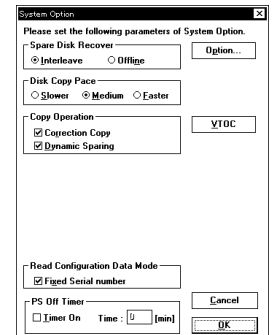 System Option
Please set the following parameters of System Option.
Spare Disk Recover
Interleave Offline
Option...
Disk Copy Pace
Slower Medium Faster
Copy Operation
Correction Copy
Dynamic Sparing
VTOC
Read Configuration Data Mode
Fixed Serial number
PS Off Timer
Timer On Time : 0 [min]
Cancel
OK